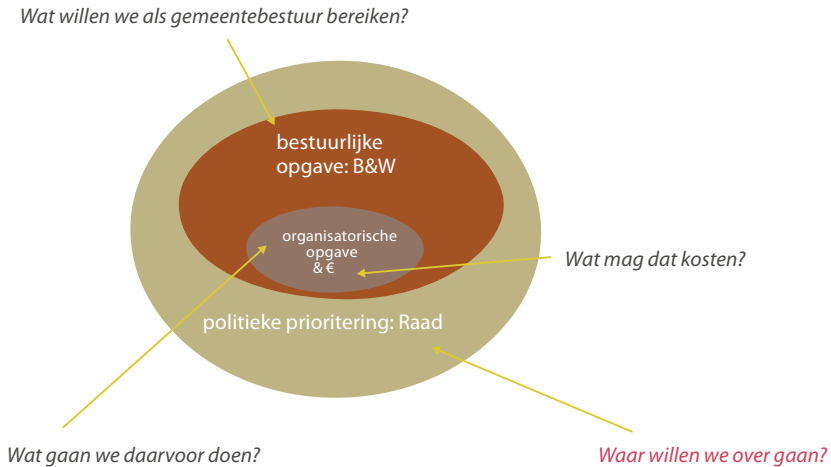 Wat willen we als gemeentebestuur bereiken?
bestuurlijke
opgave: B&W
organisatorische
opgave
& €
Wat mag dat kosten?
politieke prioritering: Raad
Wat gaan we daarvoor doen?
Waar willen we over gaan?